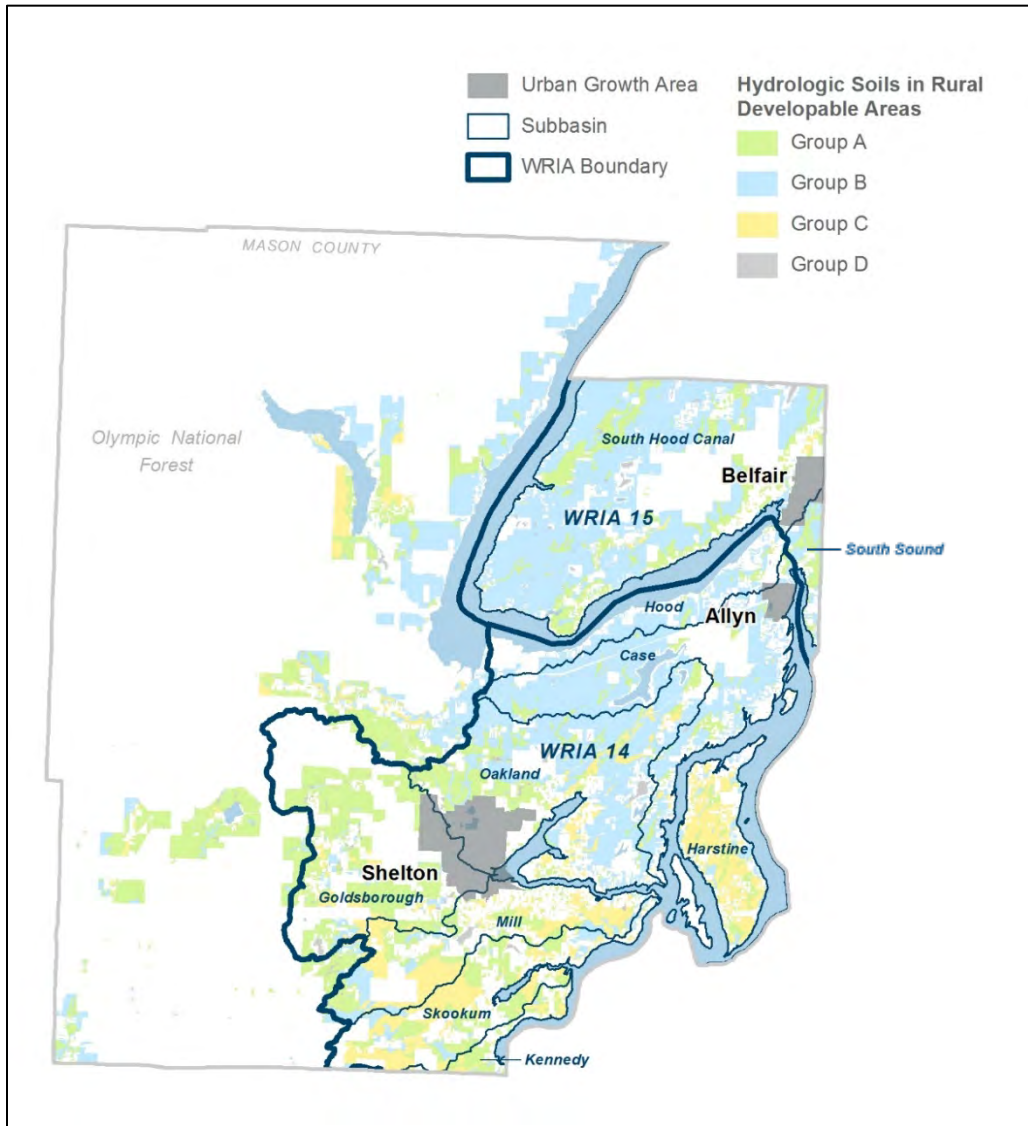 Urban Growth Area
Subbasin
WRIA Boundary
Hydrologic Soils in Rural
Developable Areas
Group A
Group B
Group C
Group D
MASON COUNTY
Olympic National
Forest
South Hood Canal
Belfair
WRIA 15
South Sound
Hood
Allyn
Case
WRIA 14
Oakland
Harstine
Shelton
Goldsborough
Mill
Skookum
Kennedy